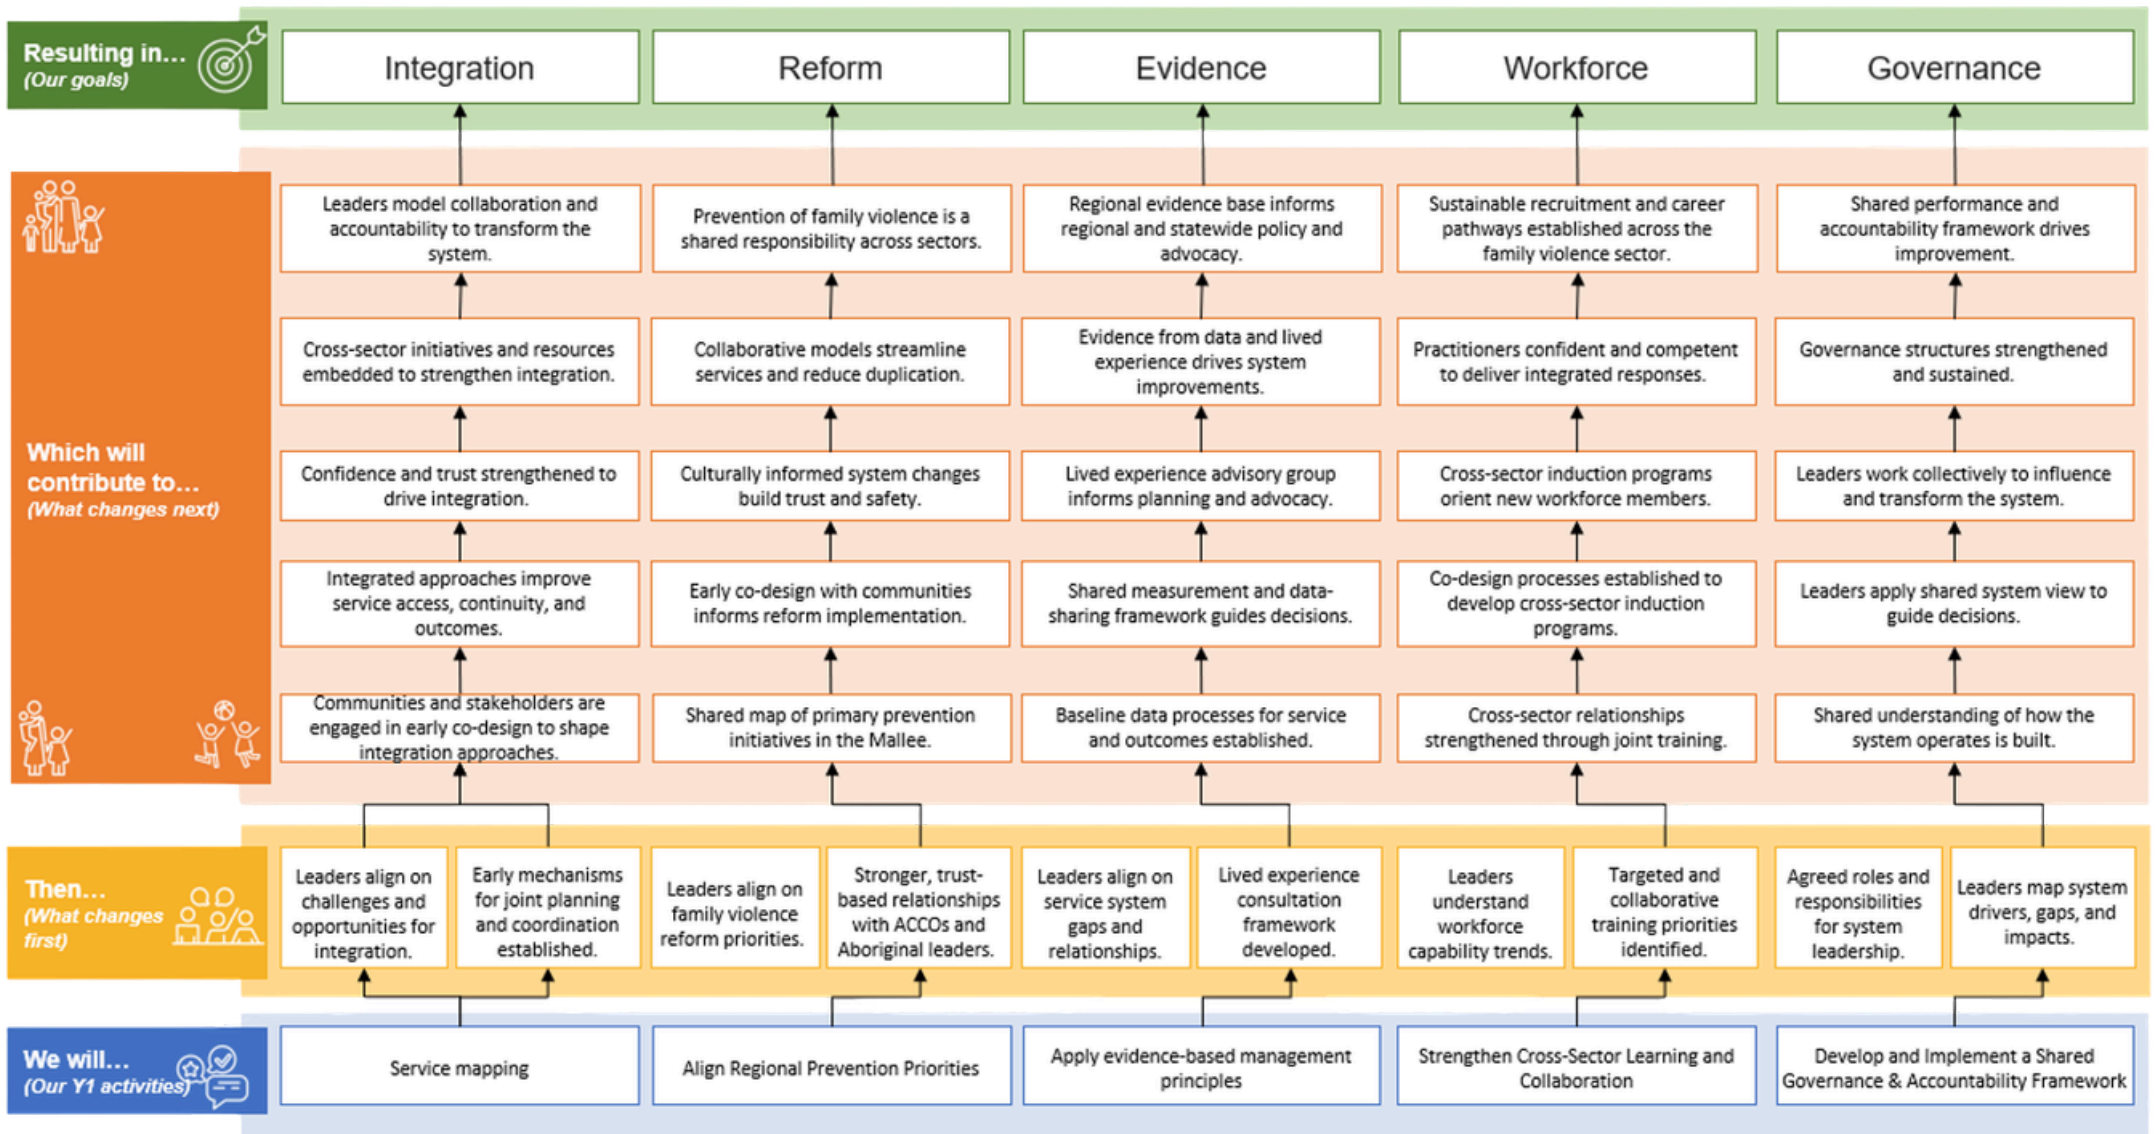 Resulting in...
(Our goals)
Integration
Reform
Evidence
Workforce
Governance
Leaders model collaboration and
accountability to transform the
system.
Prevention of family violence is a
shared responsibility across sectors.
Regional evidence base informs
regional and statewide policy and
advocacy.
Sustainable recruitment and career
pathways established across the
family violence sector.
Shared performance and
accountability framework drives
improvement.
Cross-sector initiatives and resources
embedded to strengthen integration.
Collaborative models streamline
services and reduce duplication.
Evidence from data and lived
experience drives system
improvements.
Practitioners confident and competent
to deliver integrated responses.
Governance structures strengthened
and sustained.
Which will
contribute to...
(What changes next)
Confidence and trust strengthened to
drive integration.
Culturally informed system changes
build trust and safety.
Lived experience advisory group
informs planning and advocacy.
Cross-sector induction programs
orient new workforce members.
Leaders work collectively to influence
and transform the system.
Integrated approaches improve
service access, continuity, and
outcomes.
Early co-design with communities
informs reform implementation.
Shared measurement and data-
sharing framework guides decisions.
Co-design processes established to
develop cross-sector induction
programs.
Leaders apply shared system view to
guide decisions.
Communities and stakeholders are
engaged in early co-design to shape
integration approaches.
Shared map of primary prevention
initiatives in the Mallee.
Baseline data processes for service
and outcomes established.
Cross-sector relationships
strengthened through joint training.
Shared understanding of how the
system operates is built.
Then...
(What changes
first)
Leaders align on
challenges and
opportunities for
integration.
Early mechanisms
for joint planning
and coordination
established.
Leaders align on
family violence
reform priorities.
Stronger, trust-
based relationships
with ACCOs and
Aboriginal leaders.
Leaders align on
service system
gaps and
relationships.
Lived experience
consultation
framework
developed.
Leaders
understand
workforce
capability trends.
Targeted and
collaborative
training priorities
identified.
Agreed roles and
responsibilities
for system
leadership.
Leaders map system
drivers, gaps, and
impacts.
We will...
(Our Y1 activities)
Service mapping
Align Regional Prevention Priorities
Apply evidence-based management
principles
Strengthen Cross-Sector Learning and
Collaboration
Develop and Implement a Shared
Governance & Accountability Framework